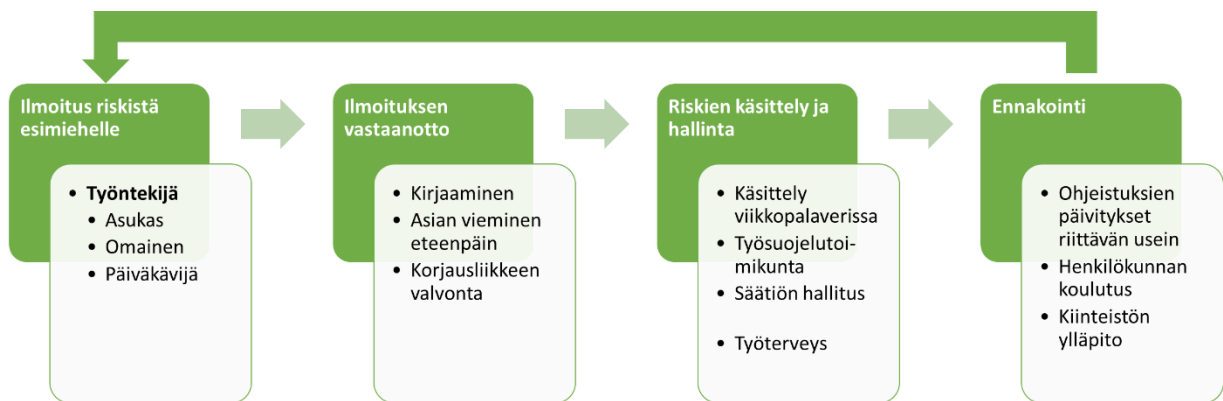 Ilmoitus riskistä
esimiehelle
• Työntekijä
• Asukas
• Omainen
• Päiväkävijä
Ilmoituksen
vastaanotto
• Kirjaaminen
• Asian vieminen
eteenpäin
• Korjausliikkeen
valvonta
Riskien käsittely ja
hallinta
• Käsittely
viikkopalaverissa
• Työsuojelutoi-
mikunta
• Säätiön hallitus
• Työterveys
Ennakointi
• Ohjeistuksien
päivitykset
riittävän usein
• Henkilökunnan
koulutus
• Kiinteistön
ylläpito